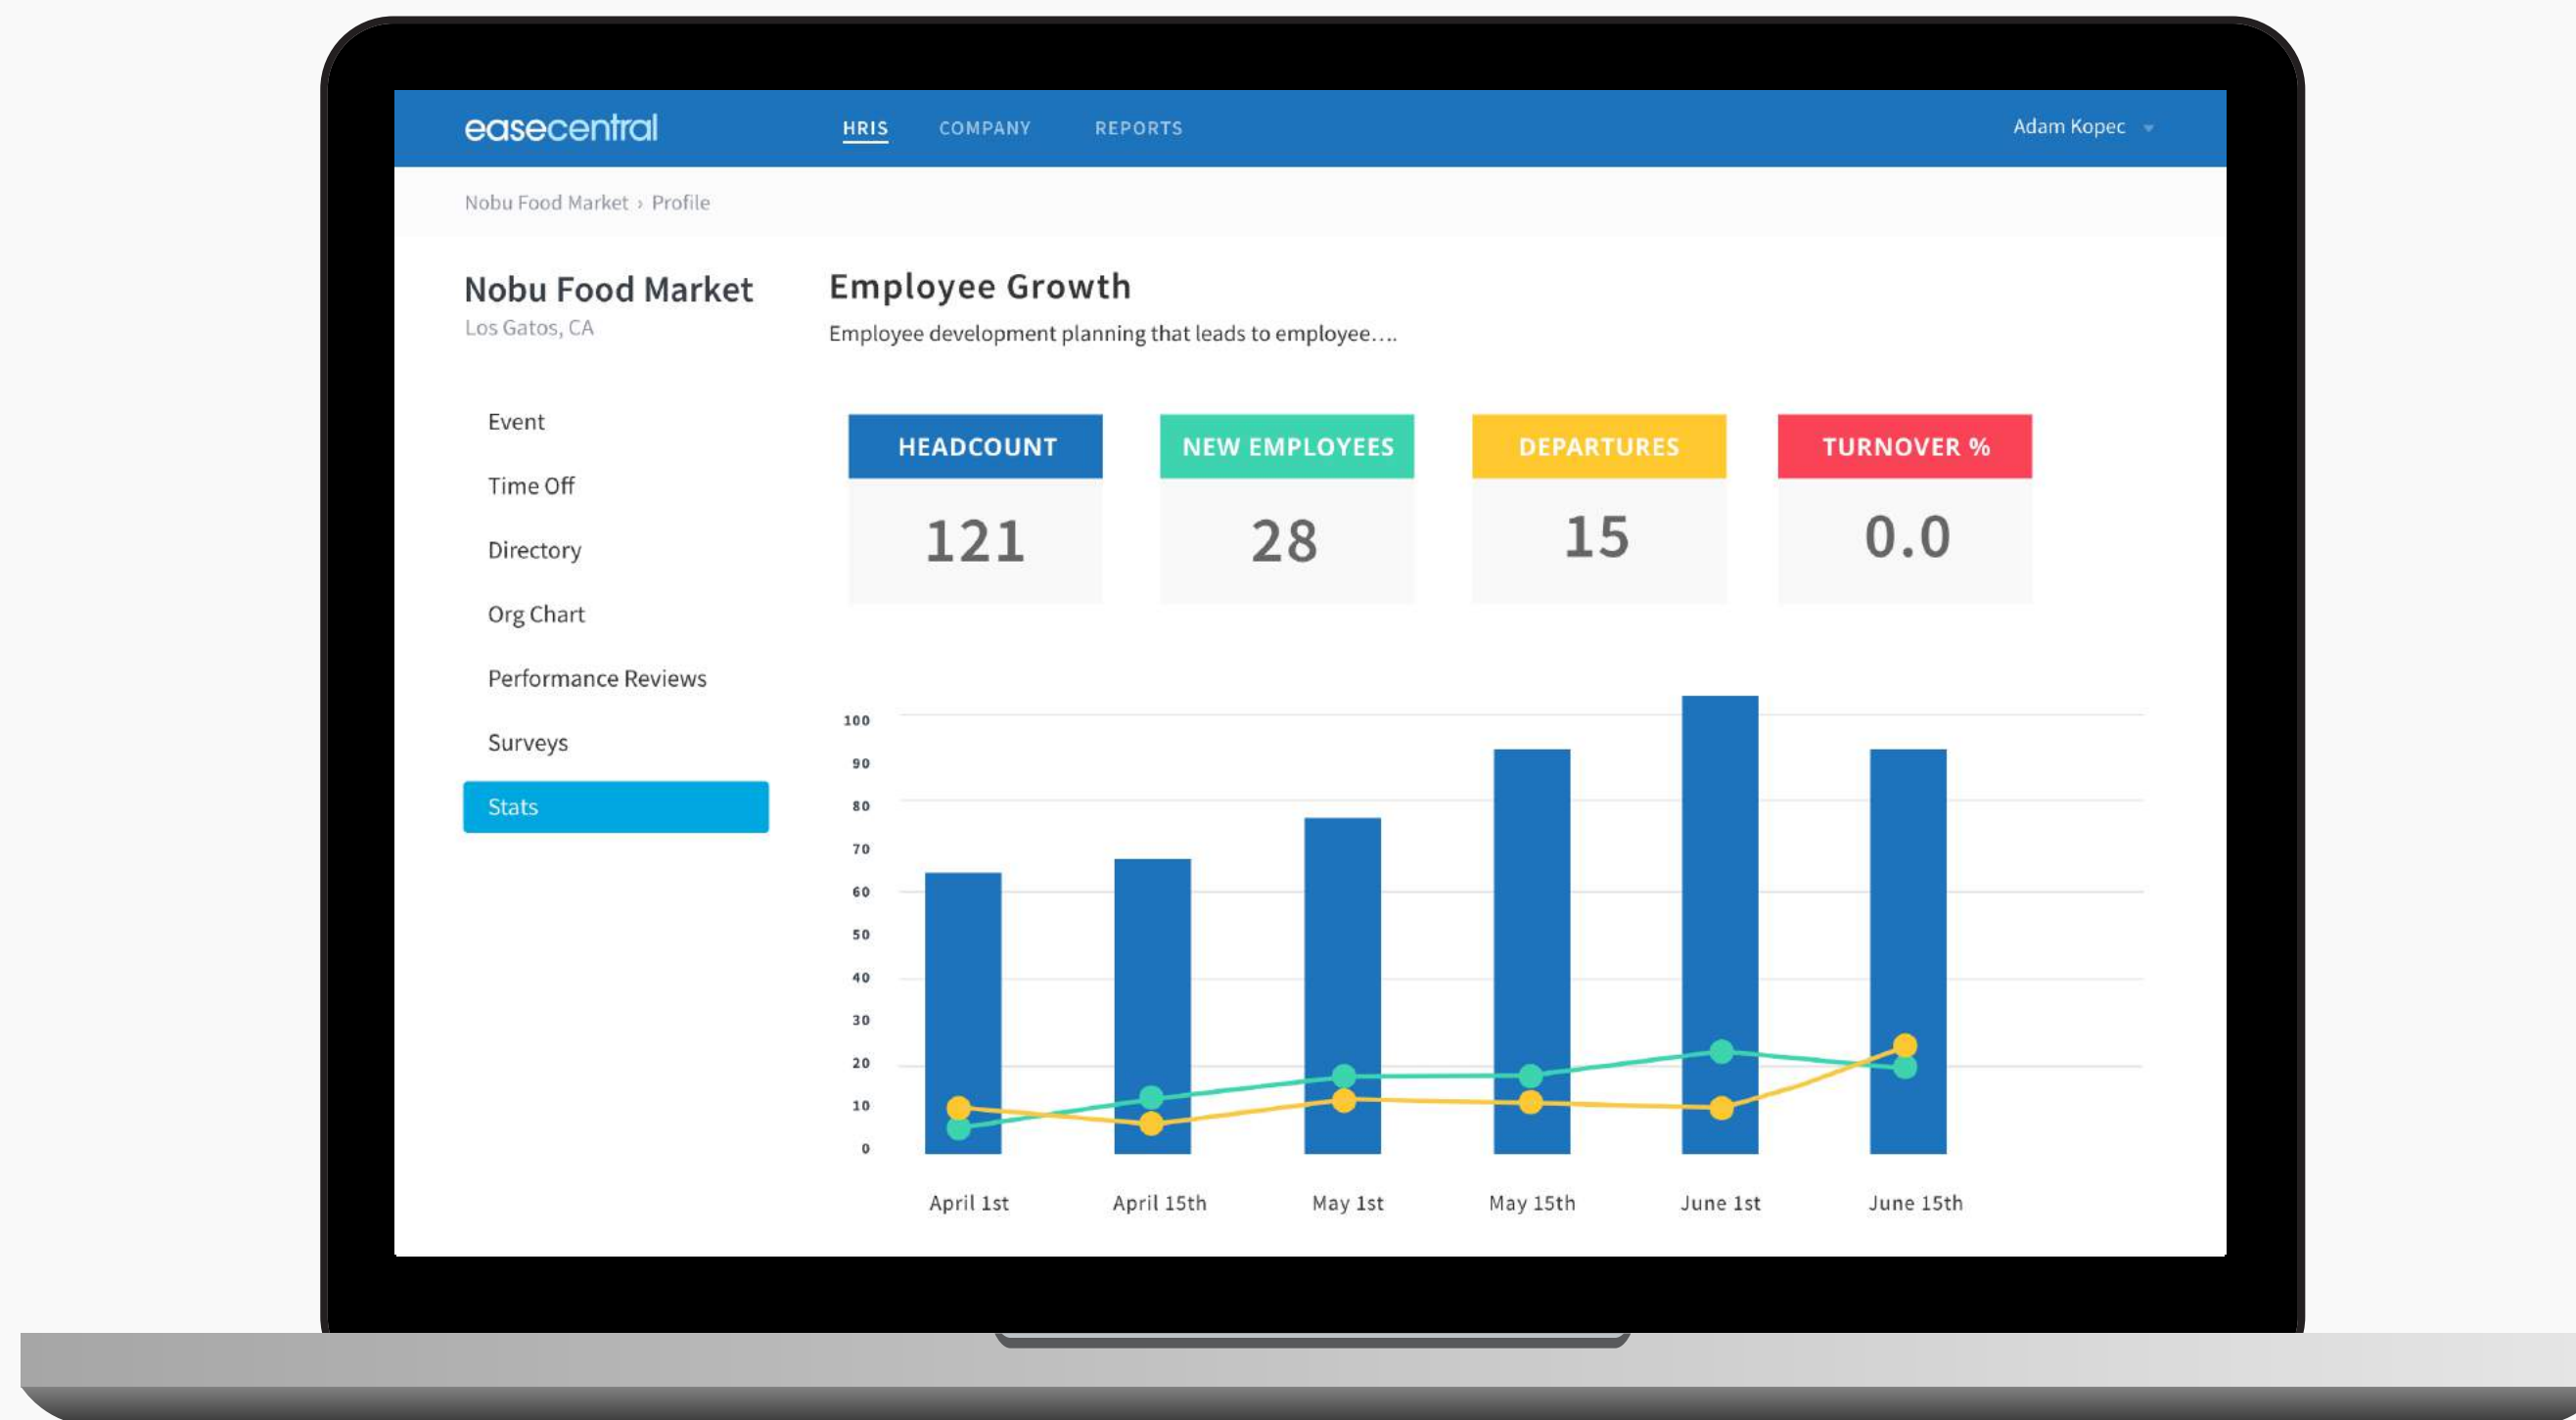 easecentral
HRIS COMPANY REPORTS
Adam Kopec
Nobu Food Market › Profile
Nobu Food Market
Los Gatos, CA
Event
Time Off
Directory
Org Chart
Performance Reviews
Surveys
Stats
Employee Growth
Employee development planning that leads to employee....
HEADCOUNT
121
NEW EMPLOYEES
28
DEPARTURES
15
TURNOVER %
0.0
100
90
80
70
60
50
40
30
20
10
0
April 1st April 15th May 1st May 15th June 1st June 15th